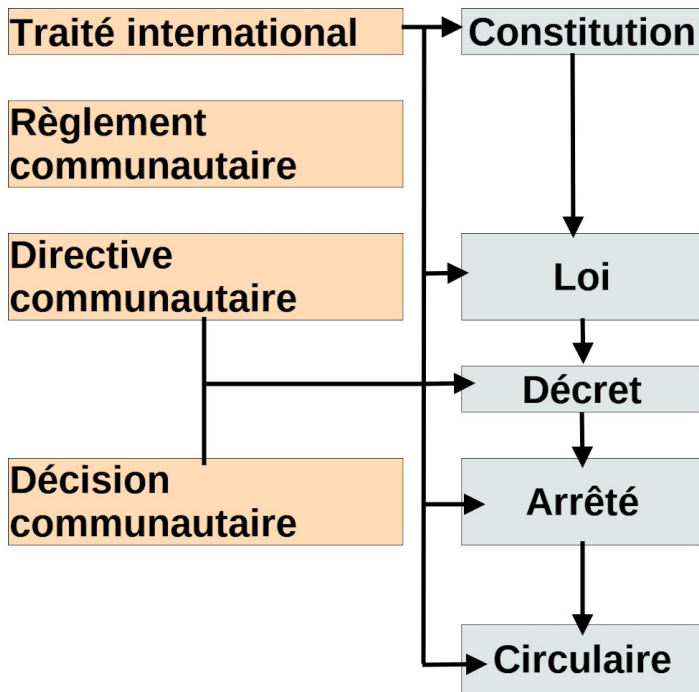 Traité international
Constitution
Règlement
communautaire
Directive
communautaire
Loi
Décret
Décision
communautaire
Arrêté
Circulaire